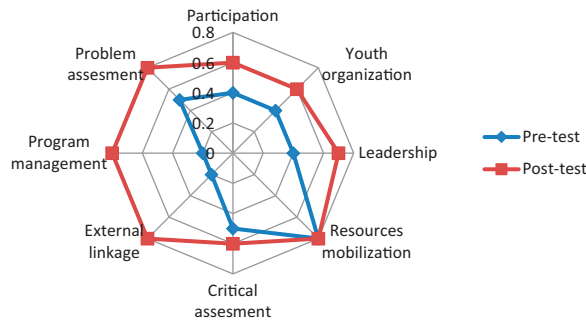 Participation
0.8
Problem
assesment
Youth
organization
0.6
0.4
0.2
0
Program
management
Leadership
Pre-test
Post-test
External
linkage
Resources
mobilization
Critical
assesment